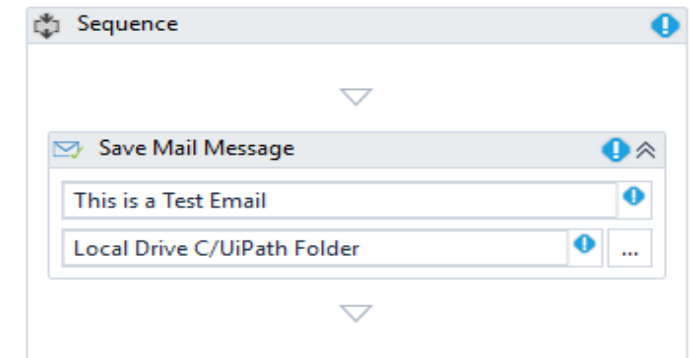 Sequence
Save Mail Message
This is a Test Email
Local Drive C/UiPath Folder
...